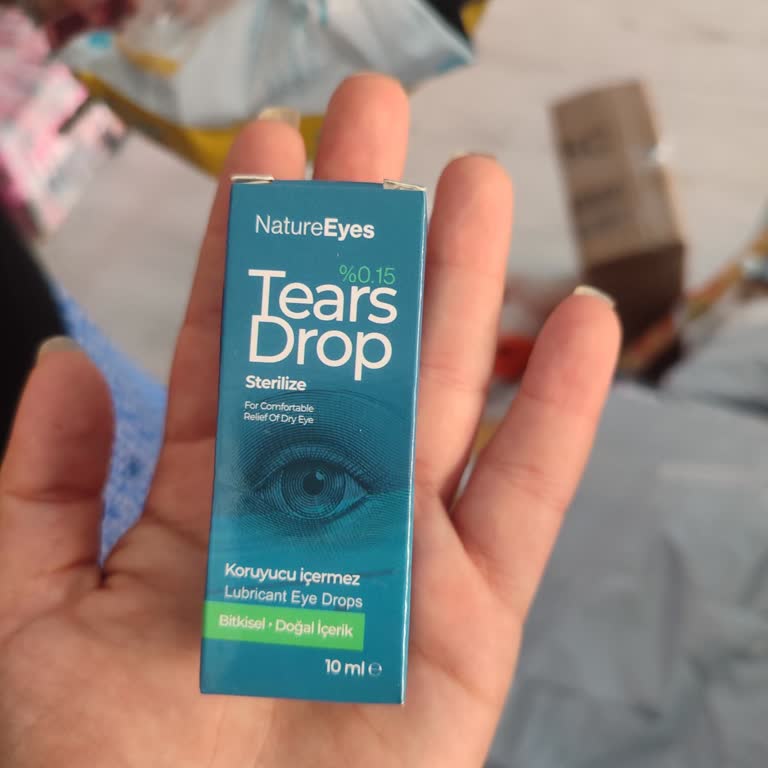 NatureEyes
%0.15
Tears
Drop
Sterilize
For Comfortable
Relief Of Dry Eye
Koruyucu içermez
Lubricant Eye Drops
Bitkisel • Doğal İçerik
10 ml ℮